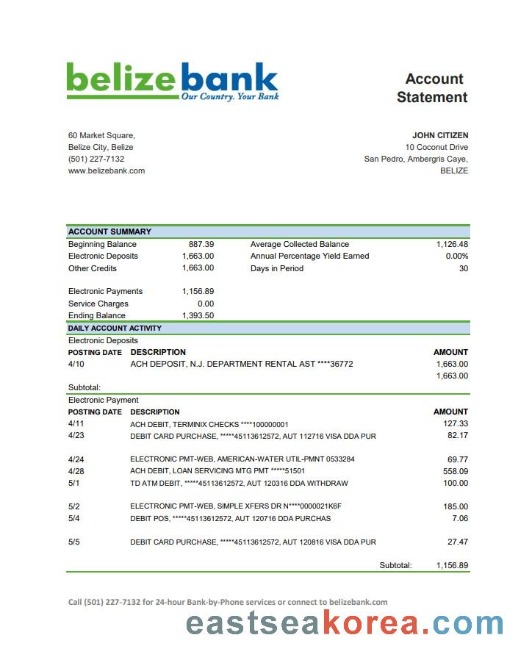 belize bank
Our Country. Your Bank
Account
Statement
60 Market Square,
Belize City, Belize
(501) 227-7132
www.belizebank.com
JOHN CITIZEN
10 Coconut Drive
San Pedro, Ambergris Caye,
BELIZE
ACCOUNT SUMMARY
Beginning Balance 887.39 Average Collected Balance 1,126.48
Electronic Deposits 1,663.00 Annual Percentage Yield Earned 0.00%
Other Credits 1,663.00 Days in Period 30
Electronic Payments 1,156.89
Service Charges 0.00
Ending Balance 1,393.50
DAILY ACCOUNT ACTIVITY
Electronic Deposits
POSTING DATE DESCRIPTION AMOUNT
4/10 ACH DEPOSIT, N.J. DEPARTMENT RENTAL AST ****36772 1,663.00
1,663.00
Subtotal:
Electronic Payment
POSTING DATE DESCRIPTION AMOUNT
4/11 ACH DEBIT, TERMINIX CHECKS ****100000001 127.33
4/23 DEBIT CARD PURCHASE, *****45113612572, AUT 112716 VISA DDA PUR 82.17
4/24 ELECTRONIC PMT-WEB, AMERICAN-WATER UTIL-PMNT 0533284 69.77
4/28 ACH DEBIT, LOAN SERVICING MTG PMT *****51501 558.09
5/1 TD ATM DEBIT, *****45113612572, AUT 120316 DDA WITHDRAW 100.00
5/2 ELECTRONIC PMT-WEB, SIMPLE XFERS DR N****0000021K6F 185.00
5/4 DEBIT POS, *****45113612572, AUT 120716 DDA PURCHAS 7.06
5/5 DEBIT CARD PURCHASE, *****45113612572, AUT 120816 VISA DDA PUR 27.47
Subtotal: 1,156.89
Call (501) 227-7132 for 24-hour Bank-by-Phone services or connect to belizebank.com
eastseakorea.com